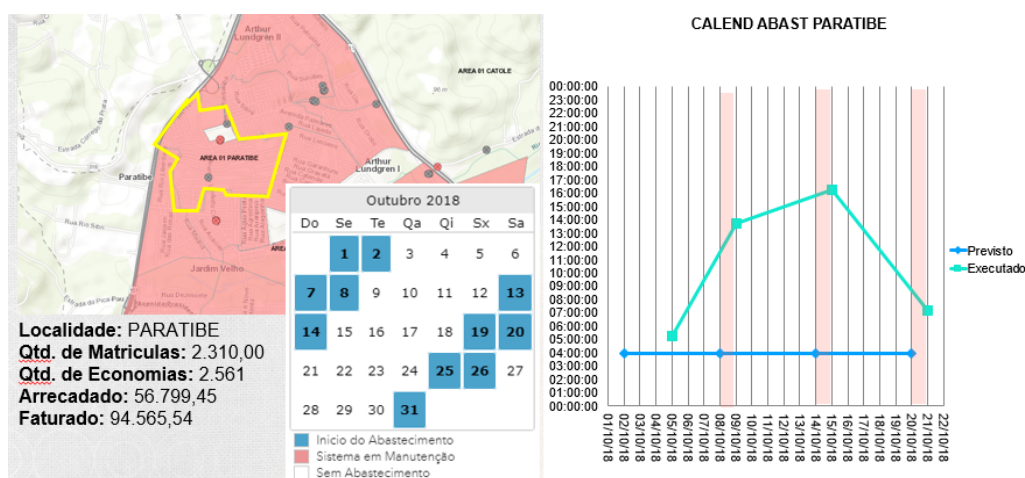 CALEND ABAST PARATIBE
Arthur
Lundgren II
AREA 01 CATOLE
96 m
Estrada Córrego da Prata
Avenida
Estrada d
AREA 01 PARATIBE
Paratibe
Arthur
Lundgren I
Jardim Velho
Estrada do Pica-Pau
Localidade: PARATIBE
Qtd. de Matriculas: 2.310,00
Qtd. de Economias: 2.561
Arrecadado: 56.799,45
Faturado: 94.565,54
Outubro 2018
Do Se Te Qa Qi Sx Sa
1 2 3 4 5 6
7 8 9 10 11 12 13
14 15 16 17 18 19 20
21 22 23 24 25 26 27
28 29 30 31
Inicio do Abastecimento
Sistema em Manutenção
Sem Abastecimento
00:00:00
23:00:00
22:00:00
21:00:00
20:00:00
19:00:00
18:00:00
17:00:00
16:00:00
15:00:00
14:00:00
13:00:00
12:00:00
11:00:00
10:00:00
09:00:00
08:00:00
07:00:00
06:00:00
05:00:00
04:00:00
03:00:00
02:00:00
01:00:00
00:00:00
01/10/18
02/10/18
03/10/18
04/10/18
05/10/18
06/10/18
07/10/18
08/10/18
09/10/18
10/10/18
11/10/18
12/10/18
13/10/18
14/10/18
15/10/18
16/10/18
17/10/18
18/10/18
19/10/18
20/10/18
21/10/18
22/10/18
Previsto
Executado